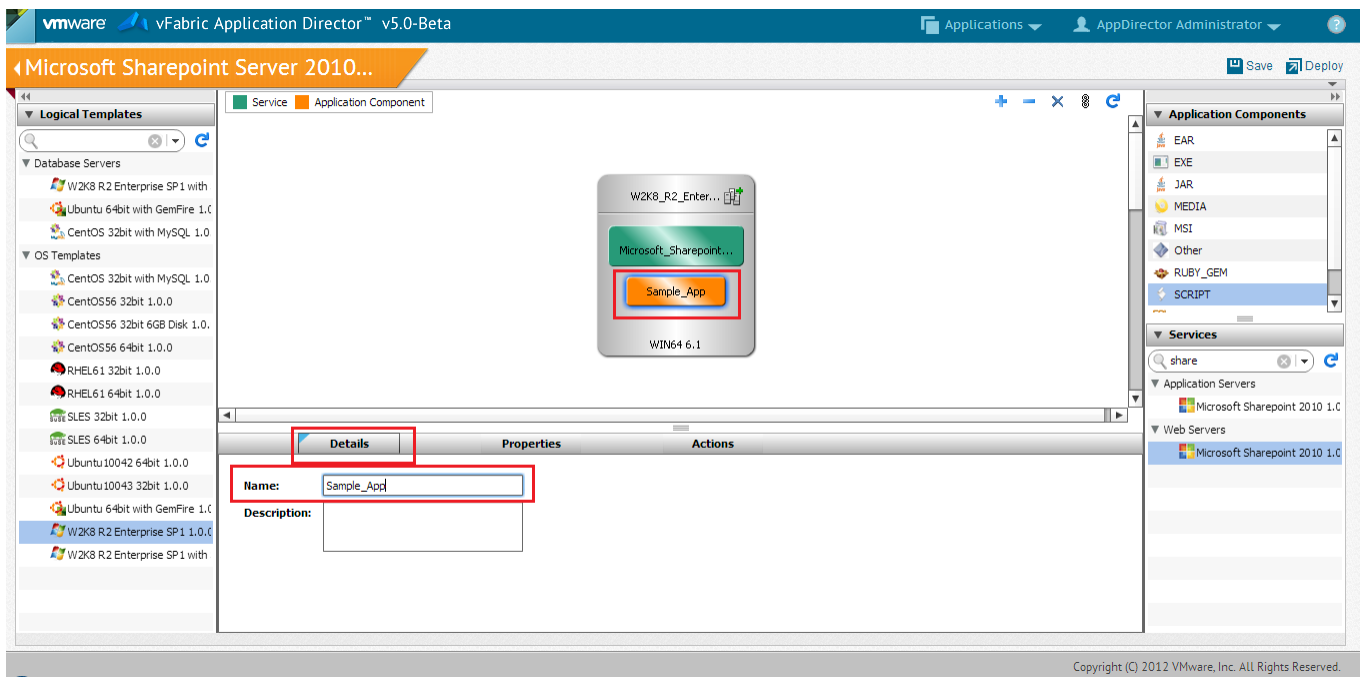 vmware vFabric Application Director™ v5.0-Beta
Applications
AppDirector Administrator
?
Microsoft Sharepoint Server 2010...
Save
Deploy
Logical Templates
Database Servers
W2K8 R2 Enterprise SP1 with
Ubuntu 64bit with GemFire 1.0
CentOS 32bit with MySQL 1.0
OS Templates
CentOS 32bit with MySQL 1.0
CentOS56 32bit 1.0.0
CentOS56 32bit 6GB Disk 1.0.
CentOS56 64bit 1.0.0
RHEL61 32bit 1.0.0
RHEL61 64bit 1.0.0
SLES 32bit 1.0.0
SLES 64bit 1.0.0
Ubuntu10042 64bit 1.0.0
Ubuntu10043 32bit 1.0.0
Ubuntu 64bit with GemFire 1.0
W2K8 R2 Enterprise SP1 1.0.0
W2K8 R2 Enterprise SP1 with
Service
Application Component
W2K8_R2_Enter...
Microsoft_Sharepoint...
Sample_App
WIN64 6.1
Details
Properties
Actions
Name:
Sample_App
Description:
Application Components
EAR
EXE
JAR
MEDIA
MSI
Other
RUBY_GEM
SCRIPT
Services
share
Application Servers
Microsoft Sharepoint 2010 1.0
Web Servers
Microsoft Sharepoint 2010 1.0
Copyright (C) 2012 VMware, Inc. All Rights Reserved.